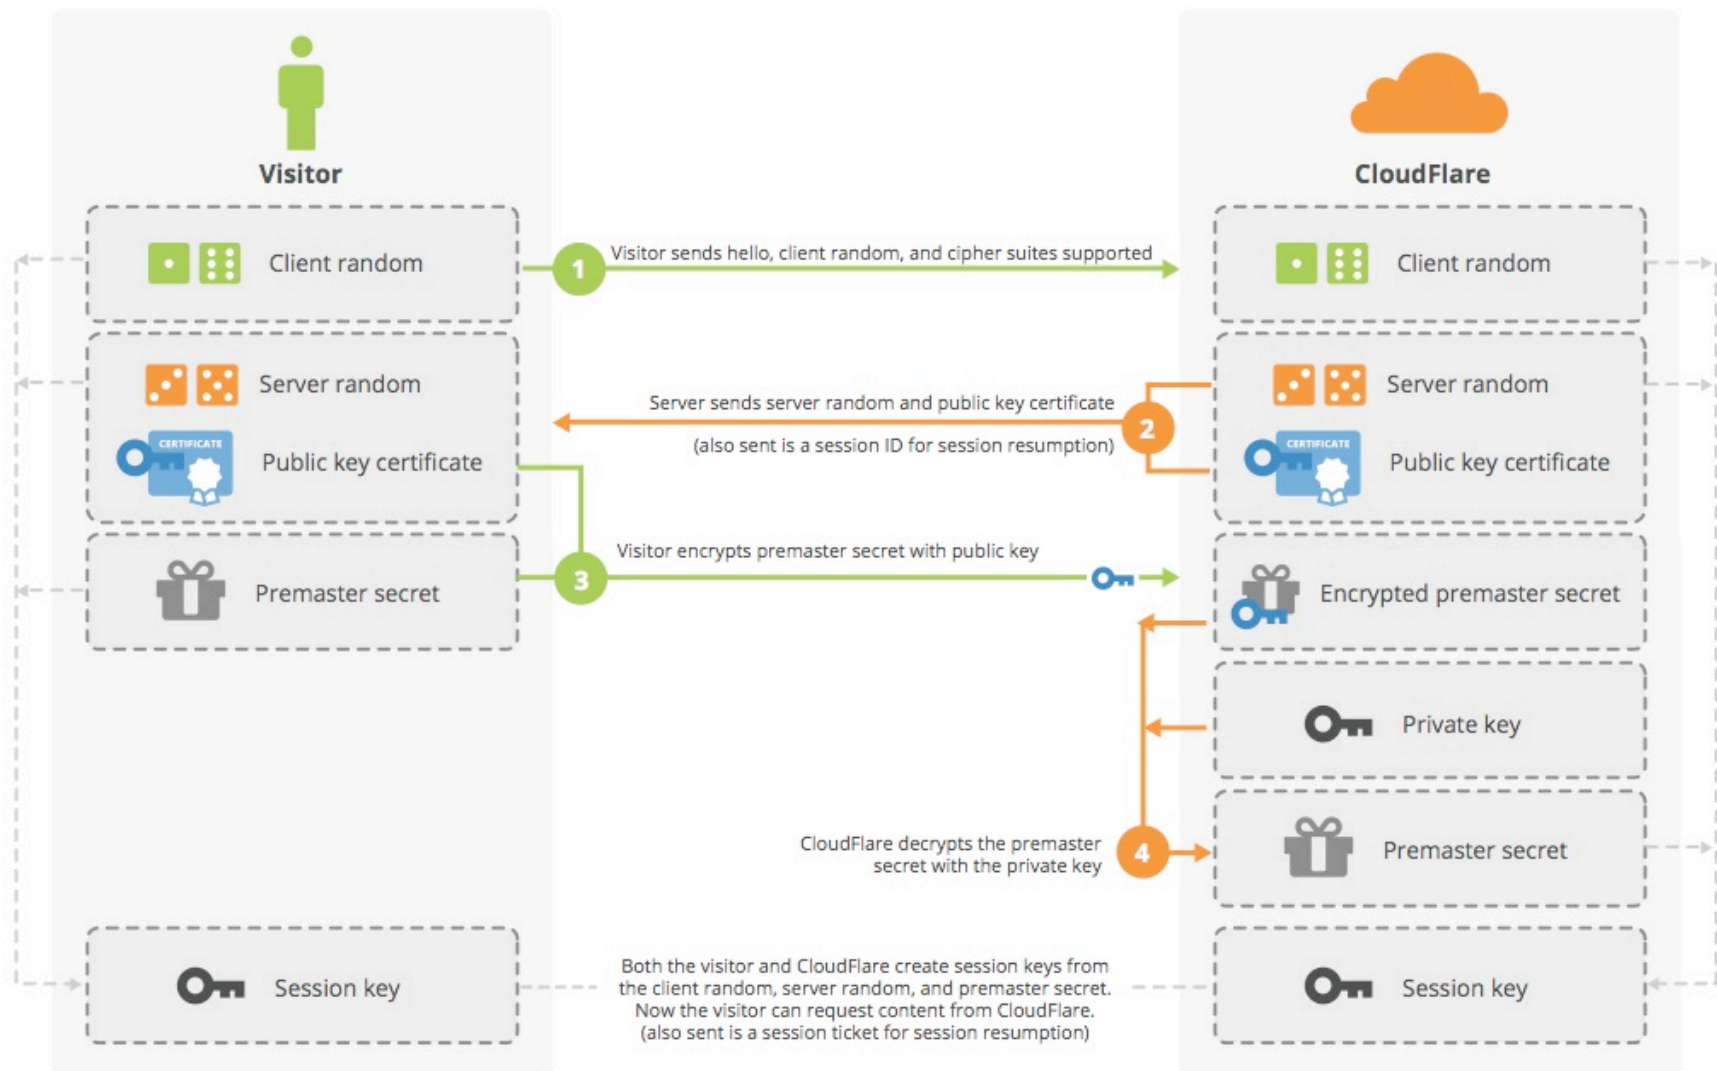 Visitor
CloudFlare
Client random
1
Visitor sends hello, client random, and cipher suites supported
Client random
Server random
Server sends server random and public key certificate
2
Server random
(also sent is a session ID for session resumption)
CERTIFICATE
Public key certificate
CERTIFICATE
Public key certificate
Visitor encrypts premaster secret with public key
3
Premaster secret
Encrypted premaster secret
Private key
CloudFlare decrypts the premaster
secret with the private key
4
Premaster secret
Session key
Both the visitor and CloudFlare create session keys from
the client random, server random, and premaster secret.
Now the visitor can request content from CloudFlare.
(also sent is a session ticket for session resumption)
Session key